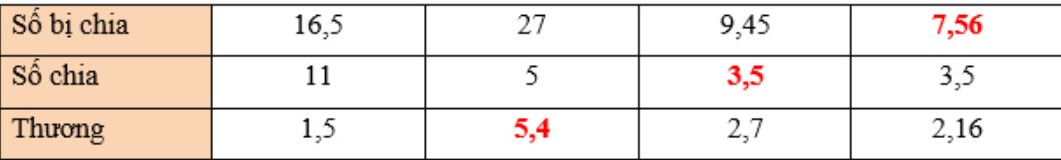 Số bị chia 16,5 27 9,45 7,56
Số chia 11 5 3,5 3,5
Thương 1,5 5,4 2,7 2,16